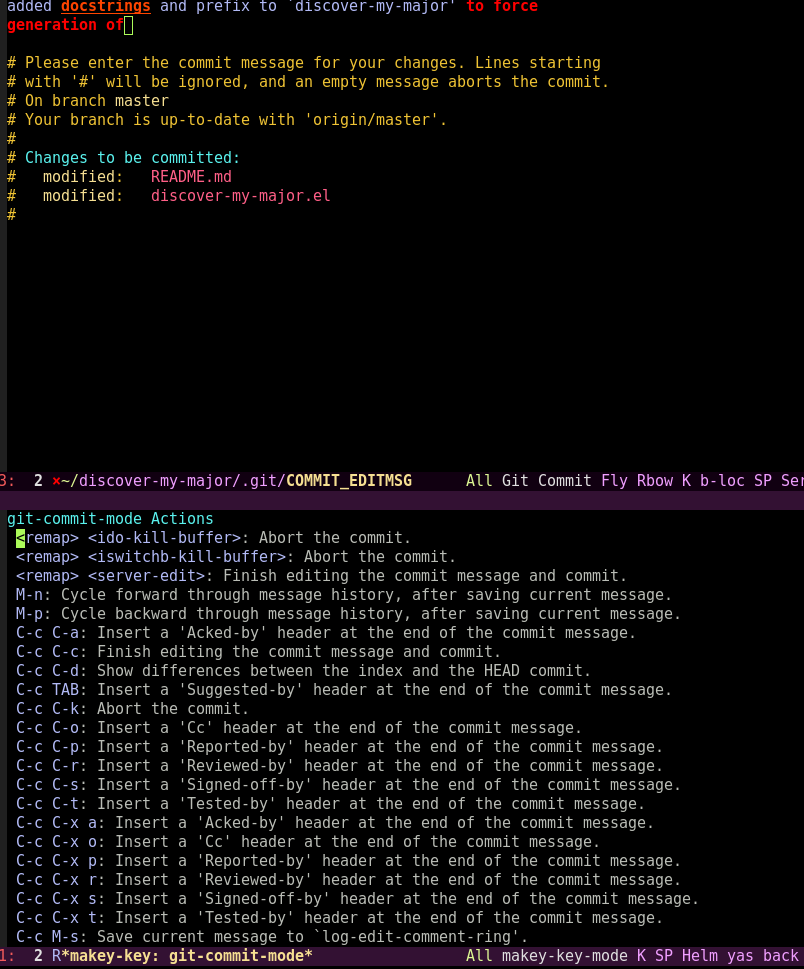 added docstrings and prefix to `discover-my-major' to force
generation of
# Please enter the commit message for your changes. Lines starting
# with '#' will be ignored, and an empty message aborts the commit.
# On branch master
# Your branch is up-to-date with 'origin/master'.
#
# Changes to be committed:
#   modified:   README.md
#   modified:   discover-my-major.el
#
3:  2 ×~/discover-my-major/.git/COMMIT_EDITMSG      All Git Commit Fly Rbow K b-loc SP Ser
git-commit-mode Actions
 <remap> <ido-kill-buffer>: Abort the commit.
 <remap> <iswitchb-kill-buffer>: Abort the commit.
 <remap> <server-edit>: Finish editing the commit message and commit.
 M-n: Cycle forward through message history, after saving current message.
 M-p: Cycle backward through message history, after saving current message.
 C-c C-a: Insert a 'Acked-by' header at the end of the commit message.
 C-c C-c: Finish editing the commit message and commit.
 C-c C-d: Show differences between the index and the HEAD commit.
 C-c TAB: Insert a 'Suggested-by' header at the end of the commit message.
 C-c C-k: Abort the commit.
 C-c C-o: Insert a 'Cc' header at the end of the commit message.
 C-c C-p: Insert a 'Reported-by' header at the end of the commit message.
 C-c C-r: Insert a 'Reviewed-by' header at the end of the commit message.
 C-c C-s: Insert a 'Signed-off-by' header at the end of the commit message.
 C-c C-t: Insert a 'Tested-by' header at the end of the commit message.
 C-c C-x a: Insert a 'Acked-by' header at the end of the commit message.
 C-c C-x o: Insert a 'Cc' header at the end of the commit message.
 C-c C-x p: Insert a 'Reported-by' header at the end of the commit message.
 C-c C-x r: Insert a 'Reviewed-by' header at the end of the commit message.
 C-c C-x s: Insert a 'Signed-off-by' header at the end of the commit message.
 C-c C-x t: Insert a 'Tested-by' header at the end of the commit message.
 C-c M-s: Save current message to `log-edit-comment-ring'.
1:  2 R*makey-key: git-commit-mode*                 All makey-key-mode K SP Helm yas back